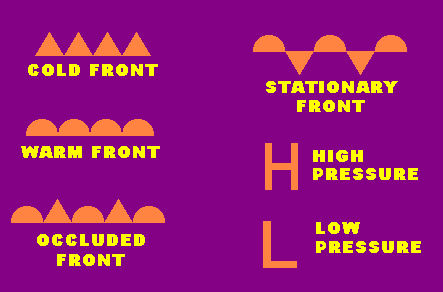 COLD FRONT
WARM FRONT
OCCLUDED
FRONT
STATIONARY
FRONT
H
HIGH
PRESSURE
L
LOW
PRESSURE